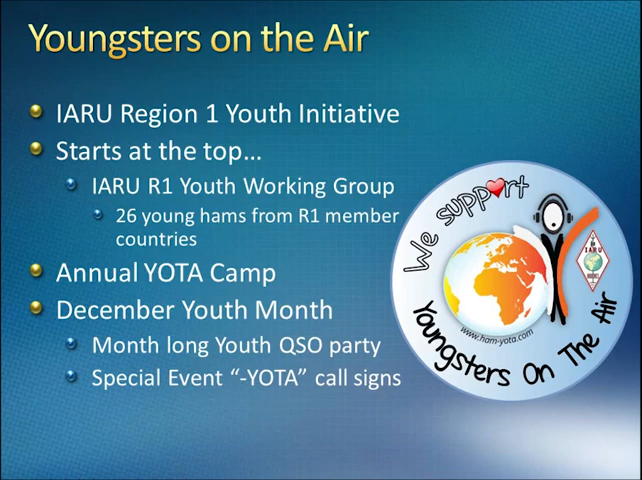 Youngsters on the Air
IARU Region 1 Youth Initiative
Starts at the top…
IARU R1 Youth Working Group
26 young hams from R1 member
countries
Annual YOTA Camp
December Youth Month
Month long Youth QSO party
Special Event “-YOTA” call signs
We support
IARU
www.ham-yota.com
Youngsters On The Air